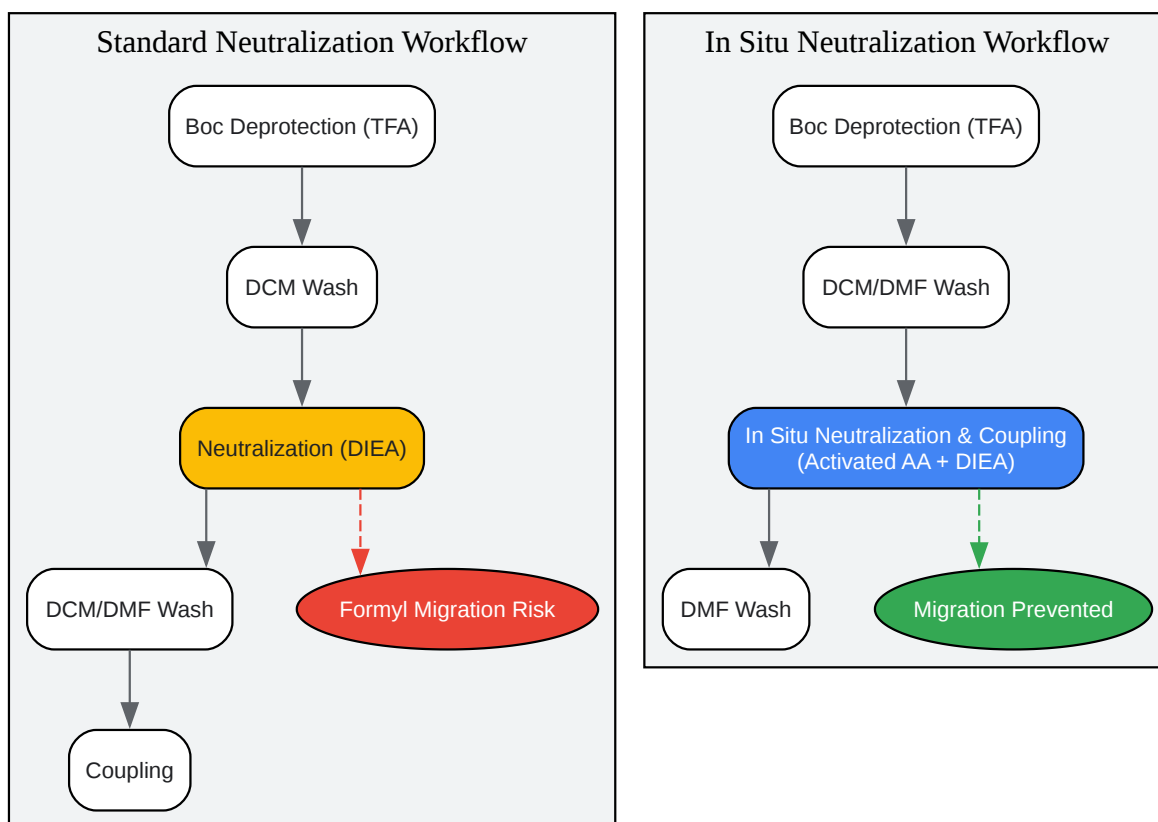 Standard Neutralization Workflow
Boc Deprotection (TFA)
DCM Wash
Neutralization (DIEA)
DCM/DMF Wash
Formyl Migration Risk
Coupling
In Situ Neutralization Workflow
Boc Deprotection (TFA)
DCM/DMF Wash
In Situ Neutralization & Coupling
(Activated AA + DIEA)
DMF Wash
Migration Prevented